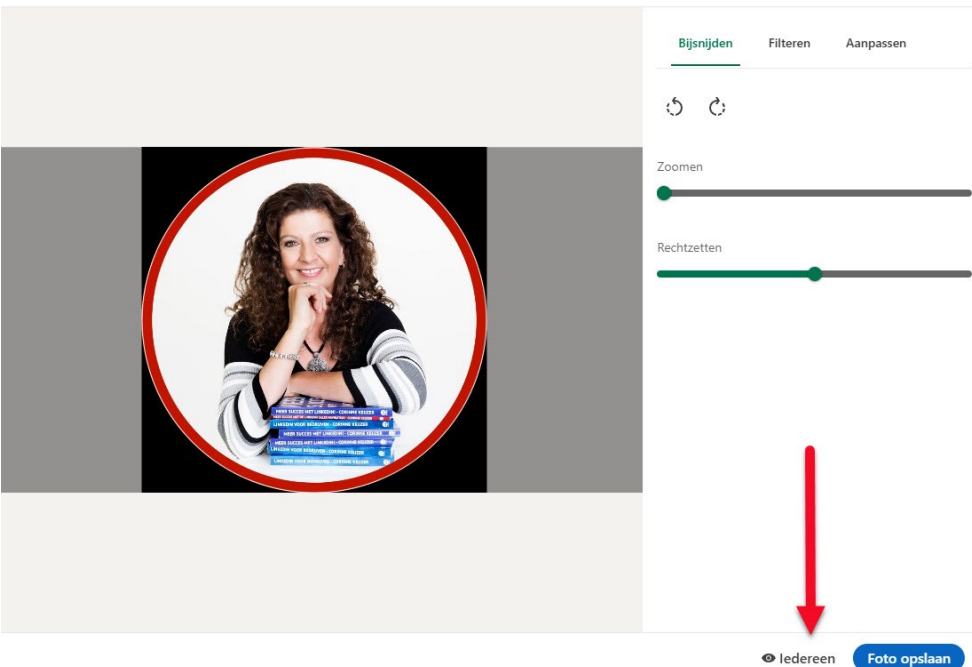 Bijsnijden Filteren Aanpassen
Zoomen
Rechtzetten
MEER SUCCES MET LINKEDIN! - CORINNE KEIJZER
LINKEDIN VOOR BEDRIJVEN - CORINNE KEIJZER
MEER SUCCES MET LINKEDIN! - CORINNE KEIJZER
MEER SUCCES MET LINKEDIN! - CORINNE KEIJZER
LINKEDIN VOOR BEDRIJVEN - CORINNE KEIJZER
LINKEDIN VOOR BEDRIJVEN - CORINNE KEIJZER
Iedereen Foto opslaan